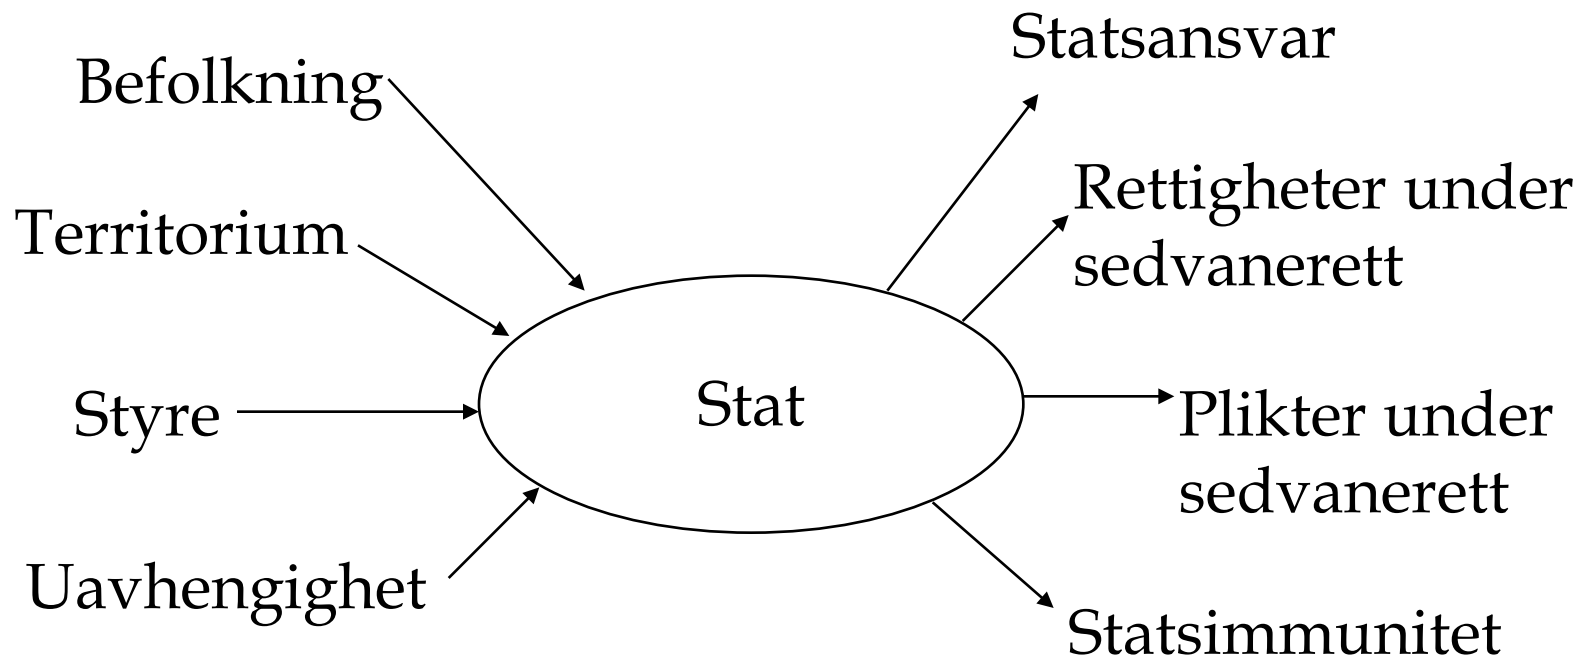 Befolkning
Territorium
Styre
Uavhengighet
Stat
Statsansvar
Rettigheter under
sedvanerett
Plikter under
sedvanerett
Statsimmunitet